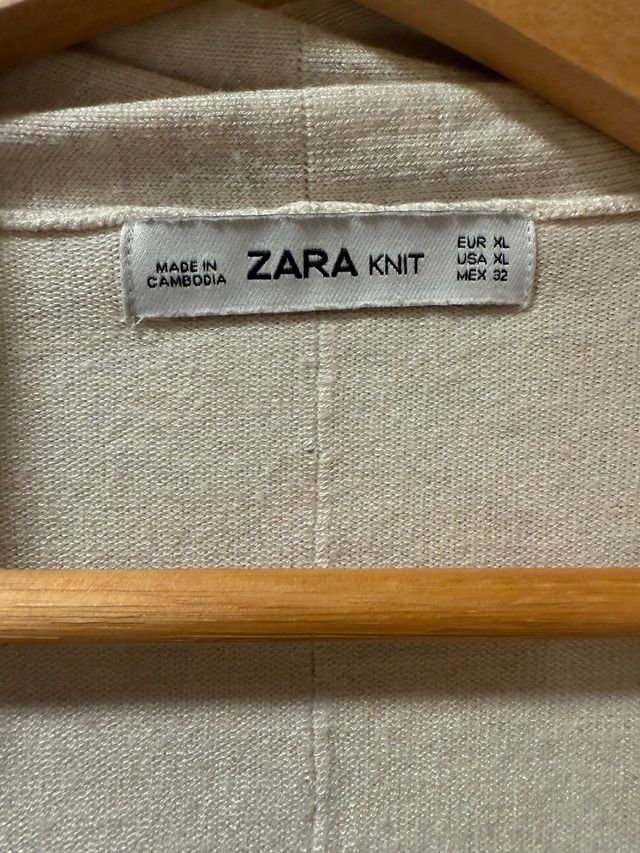 MADE IN
CAMBODIA
ZARA KNIT
EUR XL
USA XL
MEX 32